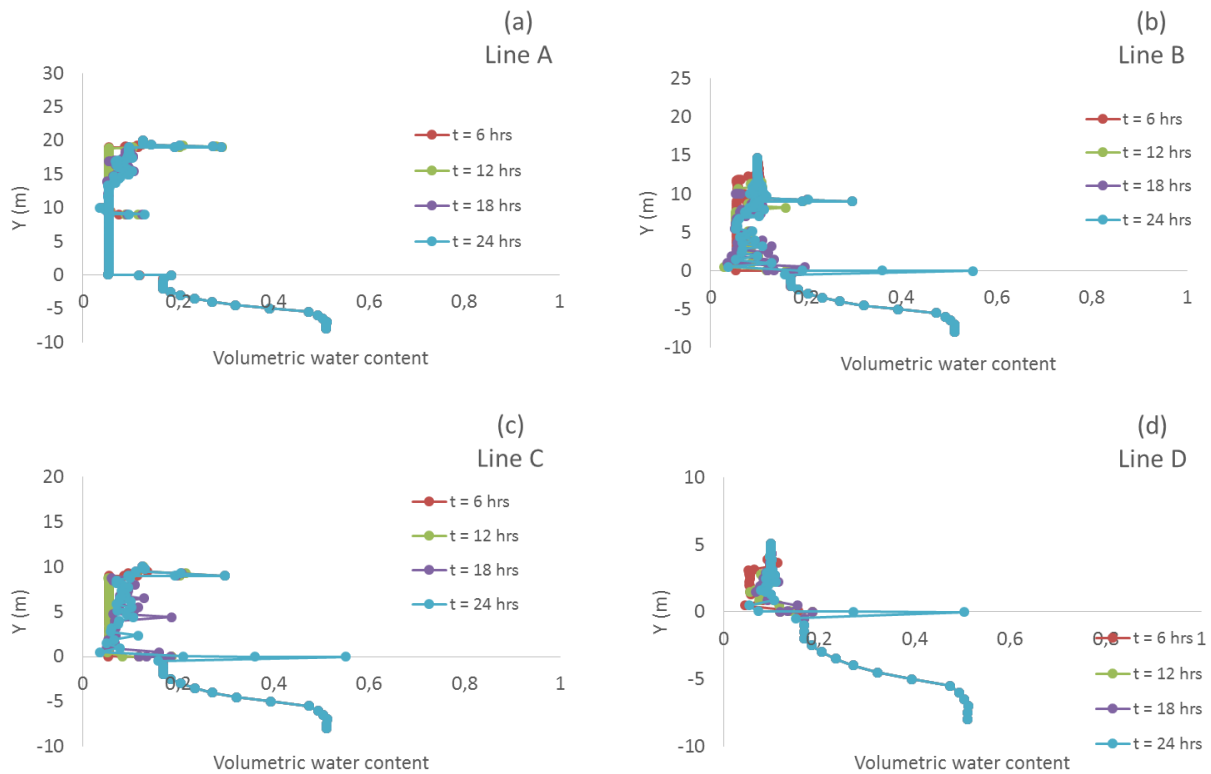 (a)
Line A
30
25
20
15
10
5
0
-5
-10
0
0,2
0,4
0,6
0,8
1
Y (m)
Volumetric water content
t = 6 hrs
t = 12 hrs
t = 18 hrs
t = 24 hrs
(b)
Line B
25
20
15
10
5
0
-5
-10
0
0,2
0,4
0,6
0,8
1
Y (m)
Volumetric water content
t = 6 hrs
t = 12 hrs
t = 18 hrs
t = 24 hrs
(c)
Line C
20
15
10
5
0
-5
-10
0
0,2
0,4
0,6
0,8
1
Y (m)
Volumetric water content
t = 6 hrs
t = 12 hrs
t = 18 hrs
t = 24 hrs
(d)
Line D
10
5
0
-5
-10
0
0,2
0,4
0,6
0,8
1
Y (m)
Volumetric water content
t = 6 hrs
t = 12 hrs
t = 18 hrs
t = 24 hrs